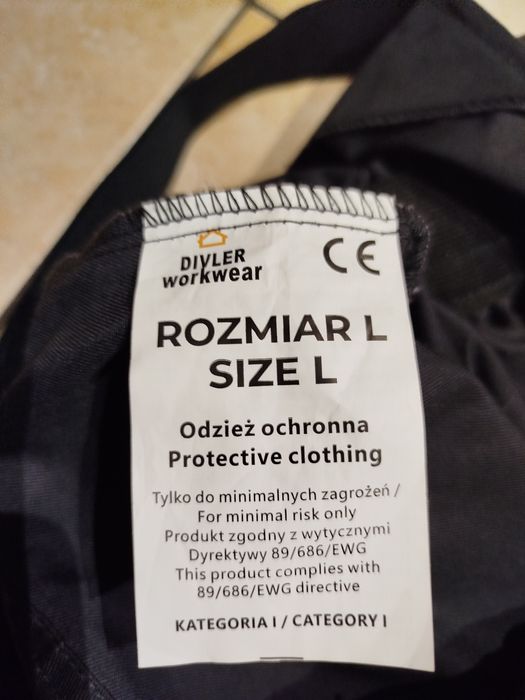 DIVLER
workwear
CE
ROZMIAR L
SIZE L
Odzież ochronna
Protective clothing
Tylko do minimalnych zagrożeń /
For minimal risk only
Produkt zgodny z wytycznymi
Dyrektywy 89/686/EWG
This product complies with
89/686/EWG directive
KATEGORIA I / CATEGORY I